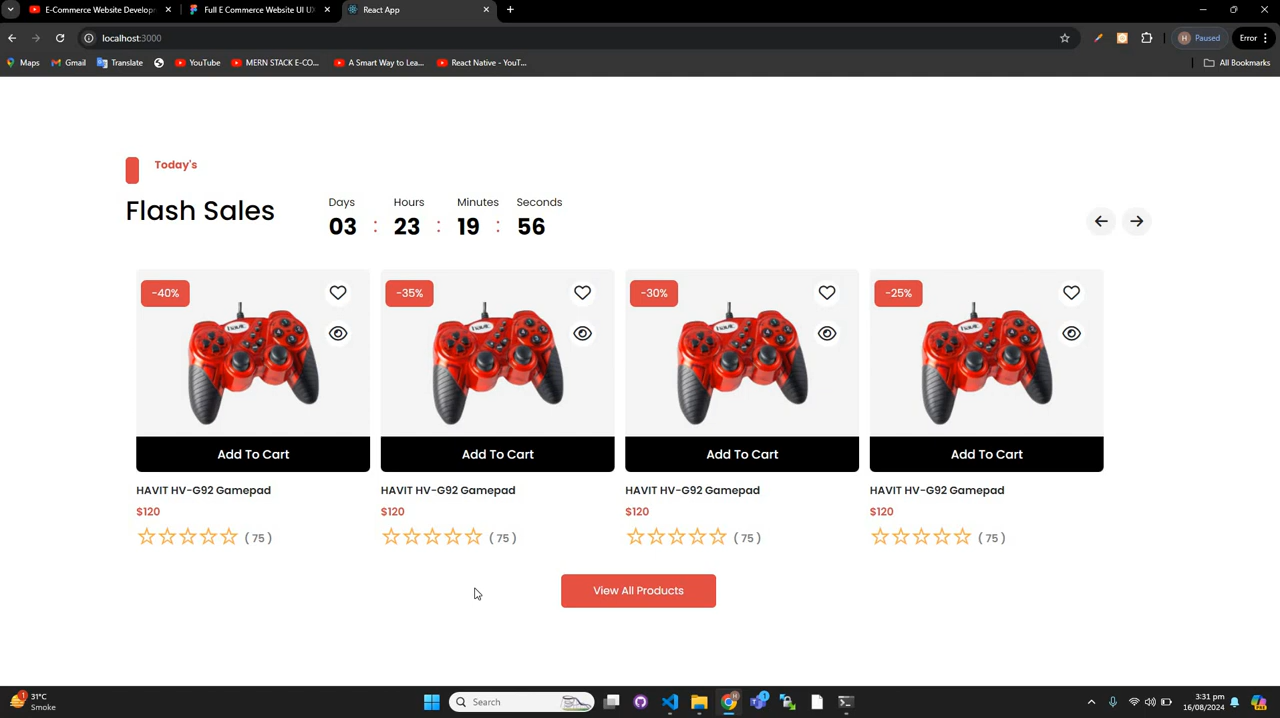 E-Commerce Website Develop
Full E Commerce Website UI UX
React App
localhost:3000
H Paused
Error
Maps
Gmail
Translate
YouTube
MERN STACK E-CO...
A Smart Way to Lea...
React Native - YouT...
All Bookmarks
Today's
Flash Sales
Days Hours Minutes Seconds
03 : 23 : 19 : 56
-40% -35% -30% -25%
Add To Cart Add To Cart Add To Cart Add To Cart
HAVIT HV-G92 Gamepad HAVIT HV-G92 Gamepad HAVIT HV-G92 Gamepad HAVIT HV-G92 Gamepad
$120 $120 $120 $120
( 75 ) ( 75 ) ( 75 ) ( 75 )
View All Products
1
31°C
Smoke
Search
1
3:31 pm
16/08/2024